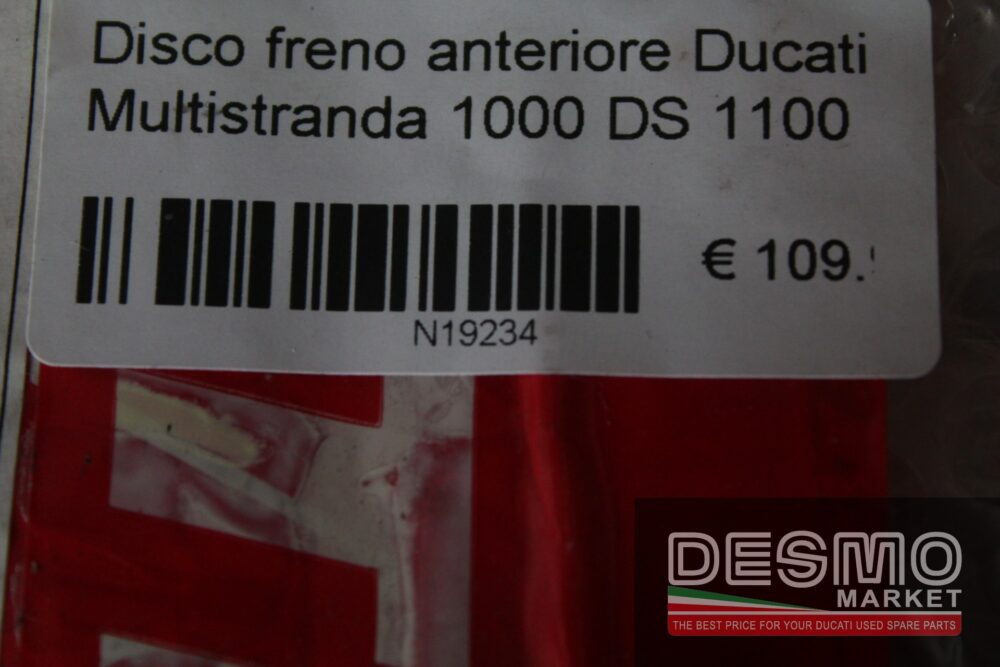 Disco freno anteriore Ducati
Multistranda 1000 DS 1100
€ 109.
N19234
DESMO
MARKET
THE BEST PRICE FOR YOUR DUCATI USED SPARE PARTS